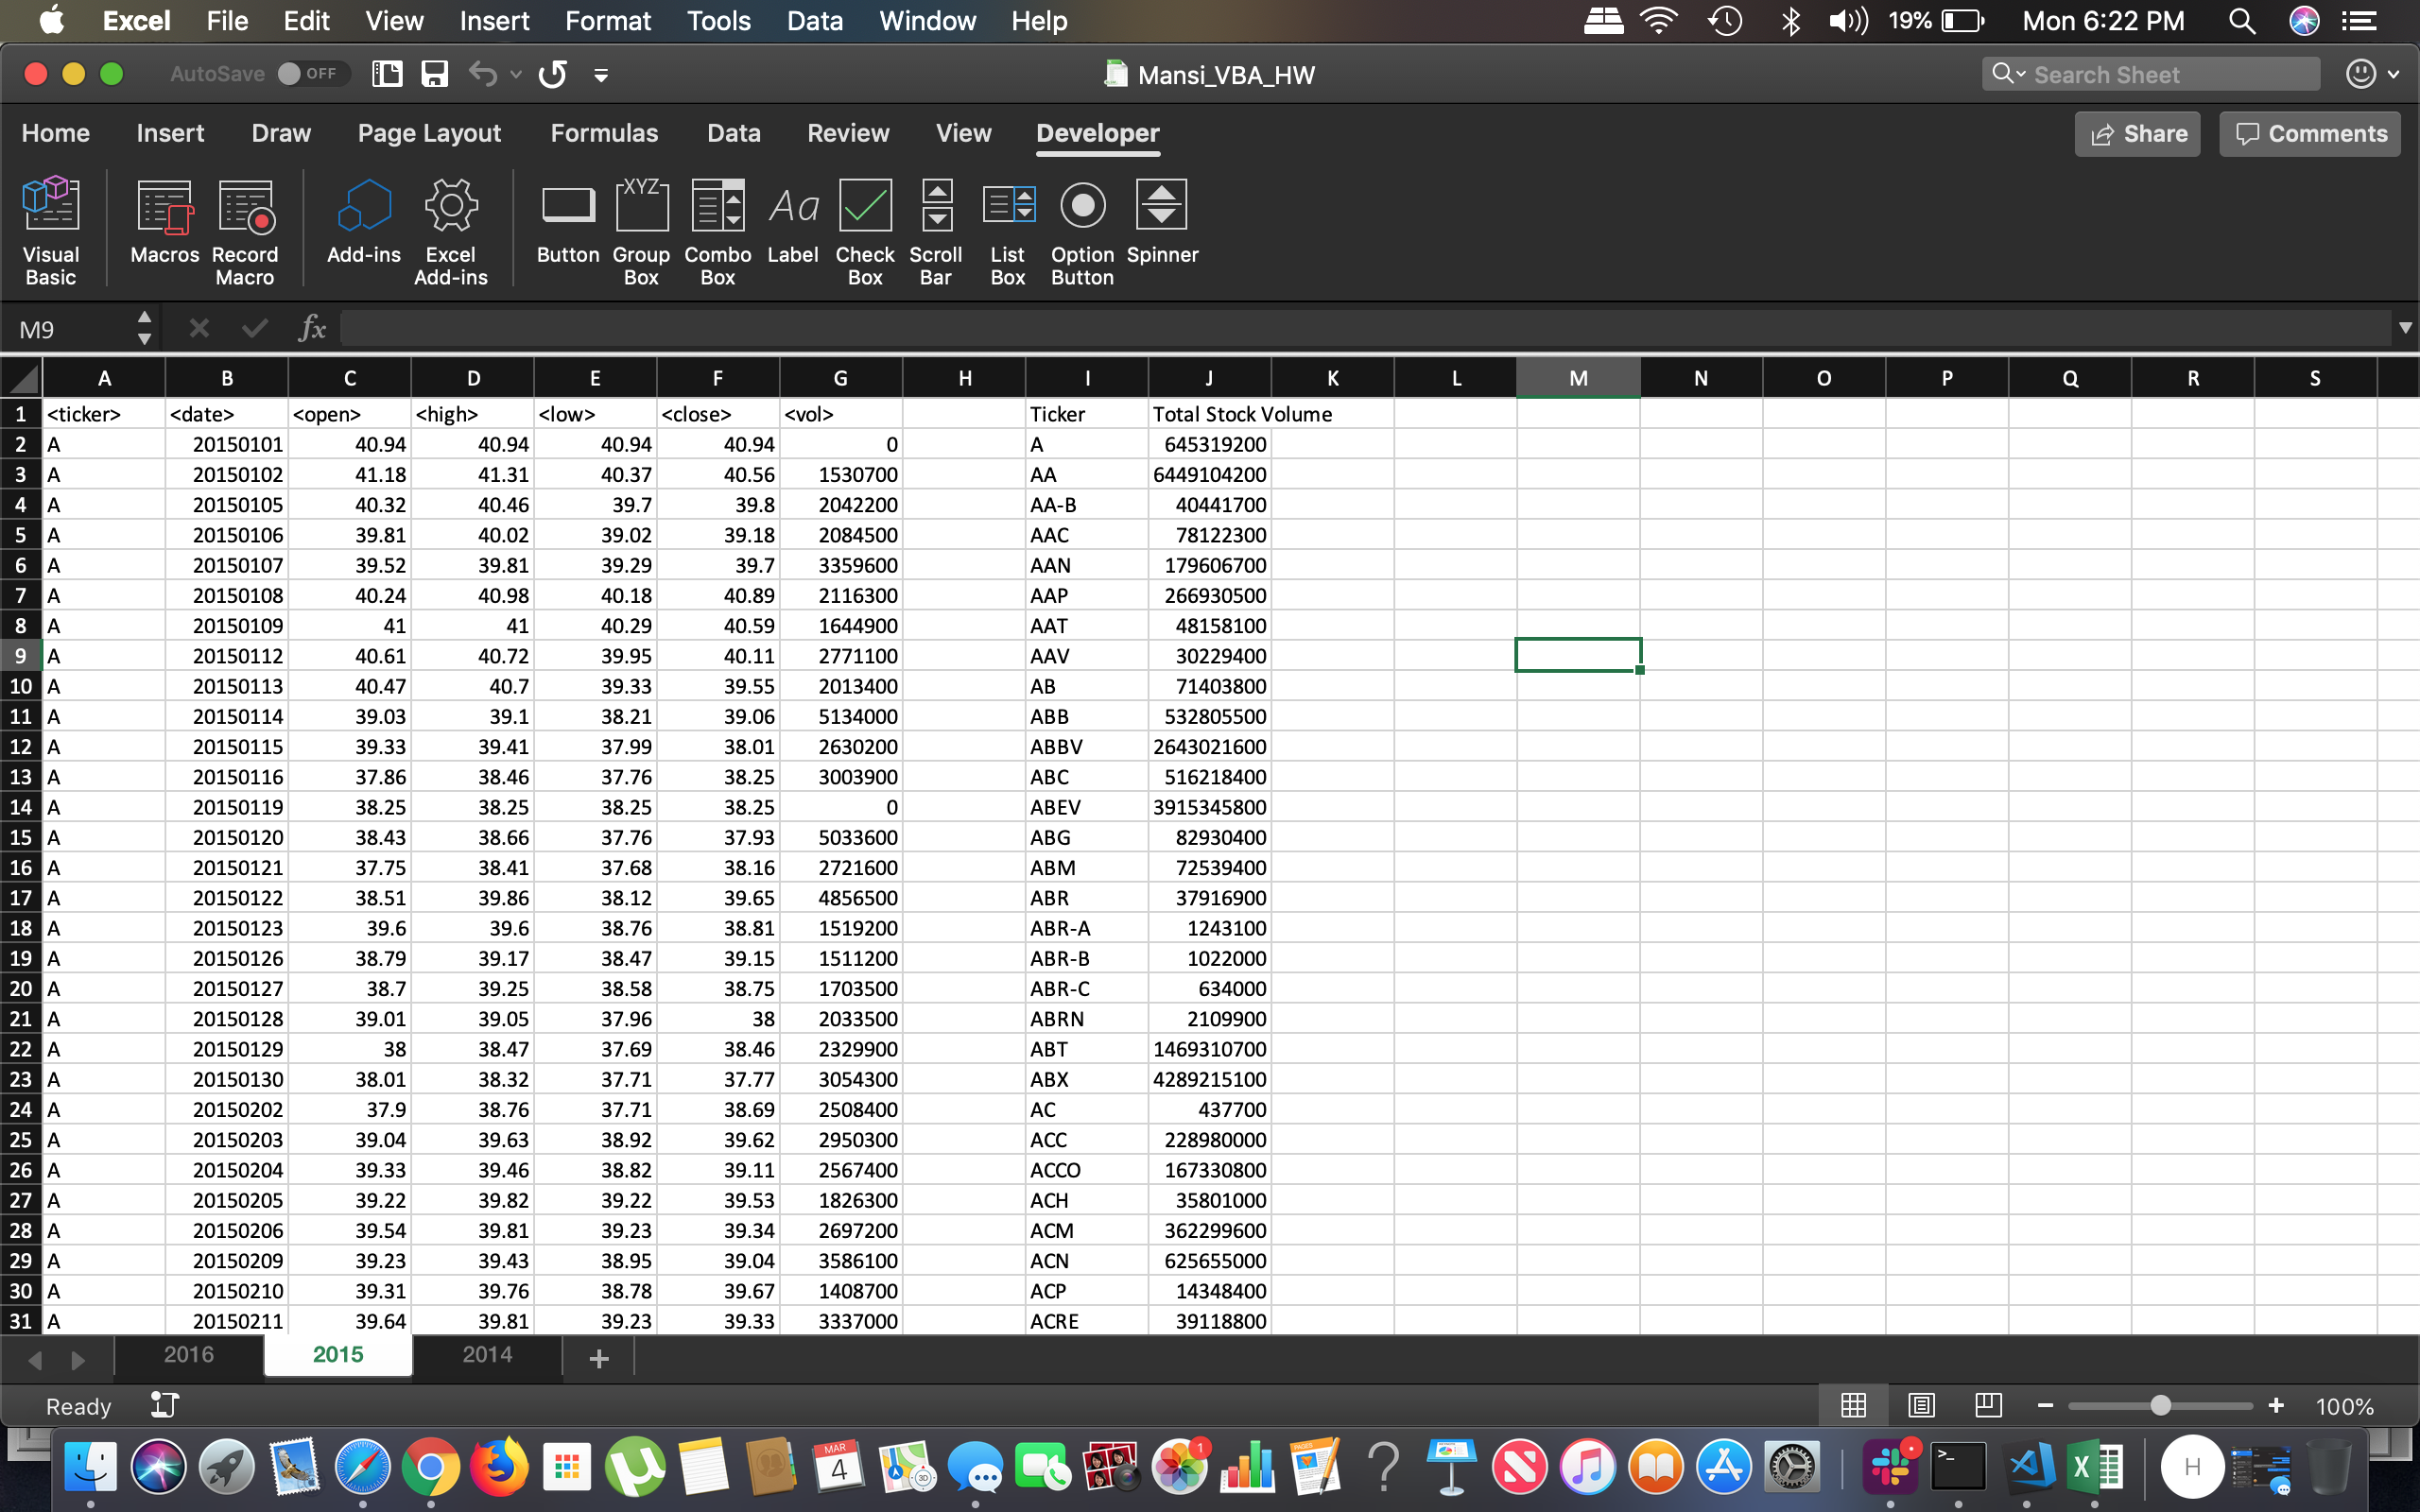 Excel File Edit View Insert Format Tools Data Window Help 19% Mon 6:22 PM
AutoSave OFF Mansi_VBA_HW Search Sheet
Home Insert Draw Page Layout Formulas Data Review View Developer Share Comments
XYZ Aa
Visual Basic Macros Record Macro Add-ins Excel Add-ins Button Group Box Combo Box Label Check Box Scroll Bar List Box Option Button Spinner
M9 fx
A B C D E F G H I J K L M N O P Q R S
1 <ticker> <date> <open> <high> <low> <close> <vol> Ticker Total Stock Volume
2 A 20150101 40.94 40.94 40.94 40.94 0 A 645319200
3 A 20150102 41.18 41.31 40.37 40.56 1530700 AA 6449104200
4 A 20150105 40.32 40.46 39.7 39.8 2042200 AA-B 40441700
5 A 20150106 39.81 40.02 39.02 39.18 2084500 AAC 78122300
6 A 20150107 39.52 39.81 39.29 39.7 3359600 AAN 179606700
7 A 20150108 40.24 40.98 40.18 40.89 2116300 AAP 266930500
8 A 20150109 41 41 40.29 40.59 1644900 AAT 48158100
9 A 20150112 40.61 40.72 39.95 40.11 2771100 AAV 30229400
10 A 20150113 40.47 40.7 39.33 39.55 2013400 AB 71403800
11 A 20150114 39.03 39.1 38.21 39.06 5134000 ABB 532805500
12 A 20150115 39.33 39.41 37.99 38.01 2630200 ABBV 2643021600
13 A 20150116 37.86 38.46 37.76 38.25 3003900 ABC 516218400
14 A 20150119 38.25 38.25 38.25 38.25 0 ABEV 3915345800
15 A 20150120 38.43 38.66 37.76 37.93 5033600 ABG 82930400
16 A 20150121 37.75 38.41 37.68 38.16 2721600 ABM 72539400
17 A 20150122 38.51 39.86 38.12 39.65 4856500 ABR 37916900
18 A 20150123 39.6 39.6 38.76 38.81 1519200 ABR-A 1243100
19 A 20150126 38.79 39.17 38.47 39.15 1511200 ABR-B 1022000
20 A 20150127 38.7 39.25 38.58 38.75 1703500 ABR-C 634000
21 A 20150128 39.01 39.05 37.96 38 2033500 ABRN 2109900
22 A 20150129 38 38.47 37.69 38.46 2329900 ABT 1469310700
23 A 20150130 38.01 38.32 37.71 37.77 3054300 ABX 4289215100
24 A 20150202 37.9 38.76 37.71 38.69 2508400 AC 437700
25 A 20150203 39.04 39.63 38.92 39.62 2950300 ACC 228980000
26 A 20150204 39.33 39.46 38.82 39.11 2567400 ACCO 167330800
27 A 20150205 39.22 39.82 39.22 39.53 1826300 ACH 35801000
28 A 20150206 39.54 39.81 39.23 39.34 2697200 ACM 362299600
29 A 20150209 39.23 39.43 38.95 39.04 3586100 ACN 625655000
30 A 20150210 39.31 39.76 38.78 39.67 1408700 ACP 14348400
31 A 20150211 39.64 39.81 39.23 39.33 3337000 ACRE 39118800
2016 2015 2014 +
Ready 100%
MAR 4 3D 1 PAGES H